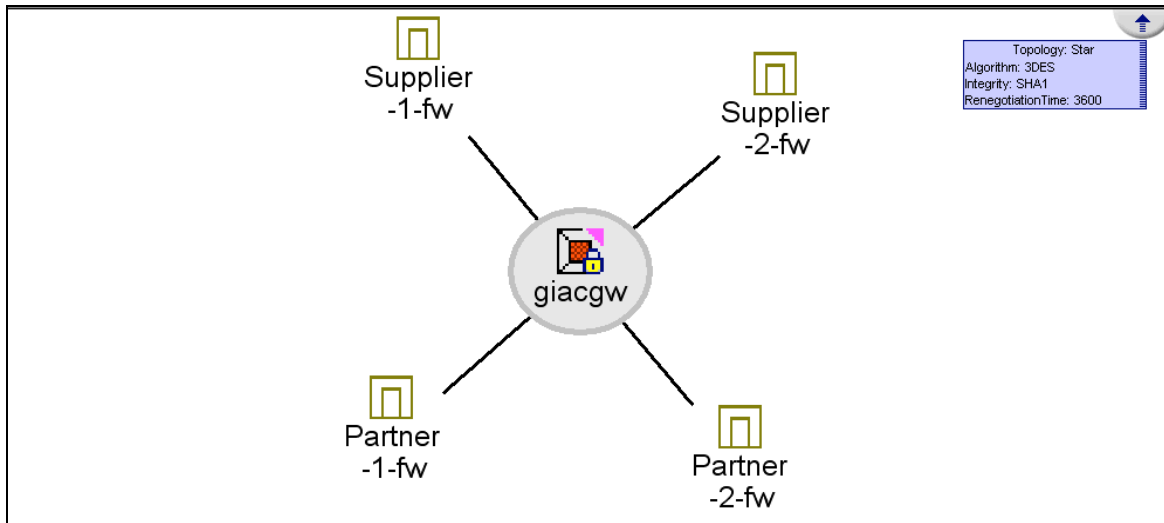 Supplier
-1-fw
Supplier
-2-fw
Topology: Star
Algorithm: 3DES
Integrity: SHA1
RenegotiationTime: 3600
giacgw
Partner
-1-fw
Partner
-2-fw